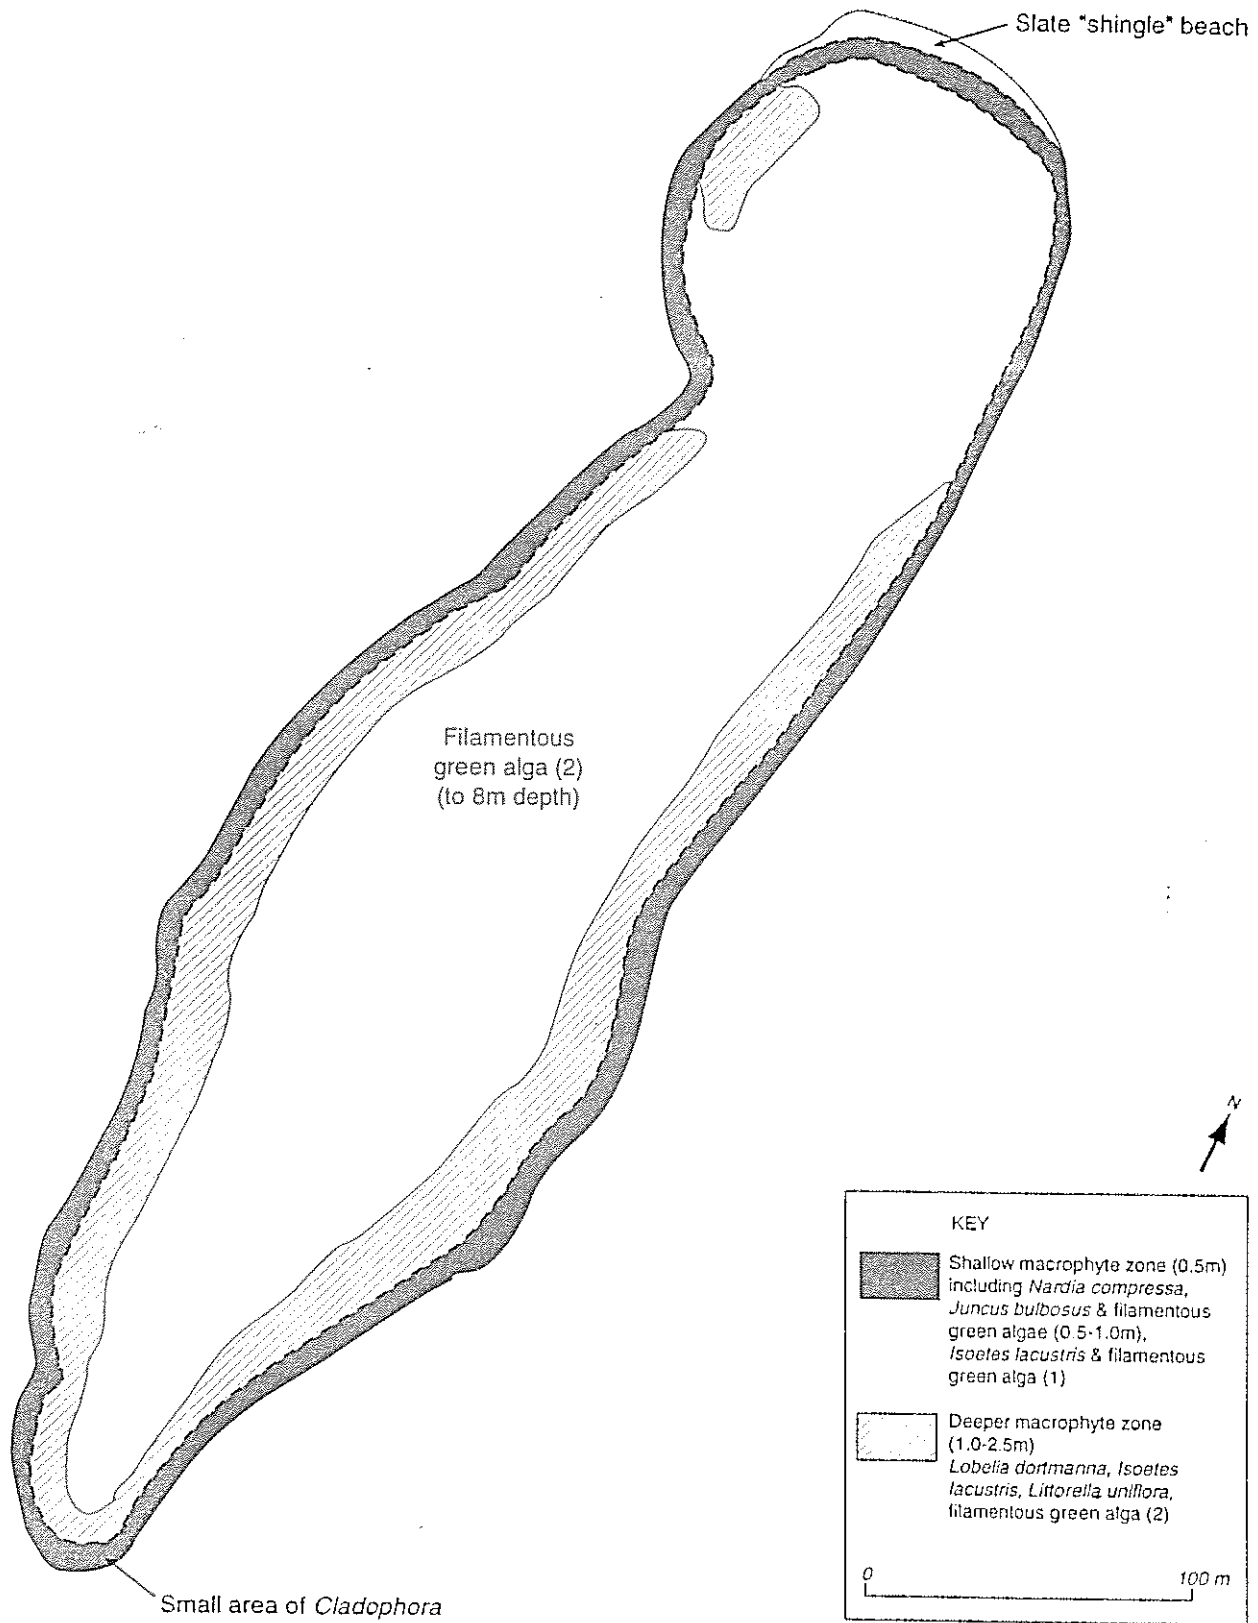 Slate "shingle" beach
Filamentous
green alga (2)
(to 8m depth)
N
KEY
Shallow macrophyte zone (0.5m)
including Nardia compressa,
Juncus bulbosus & filamentous
green algae (0.5-1.0m),
Isoetes lacustris & filamentous
green alga (1)
Deeper macrophyte zone
(1.0-2.5m)
Lobelia dortmanna, Isoetes
lacustris, Littorella uniflora,
filamentous green alga (2)
0 100 m
Small area of Cladophora